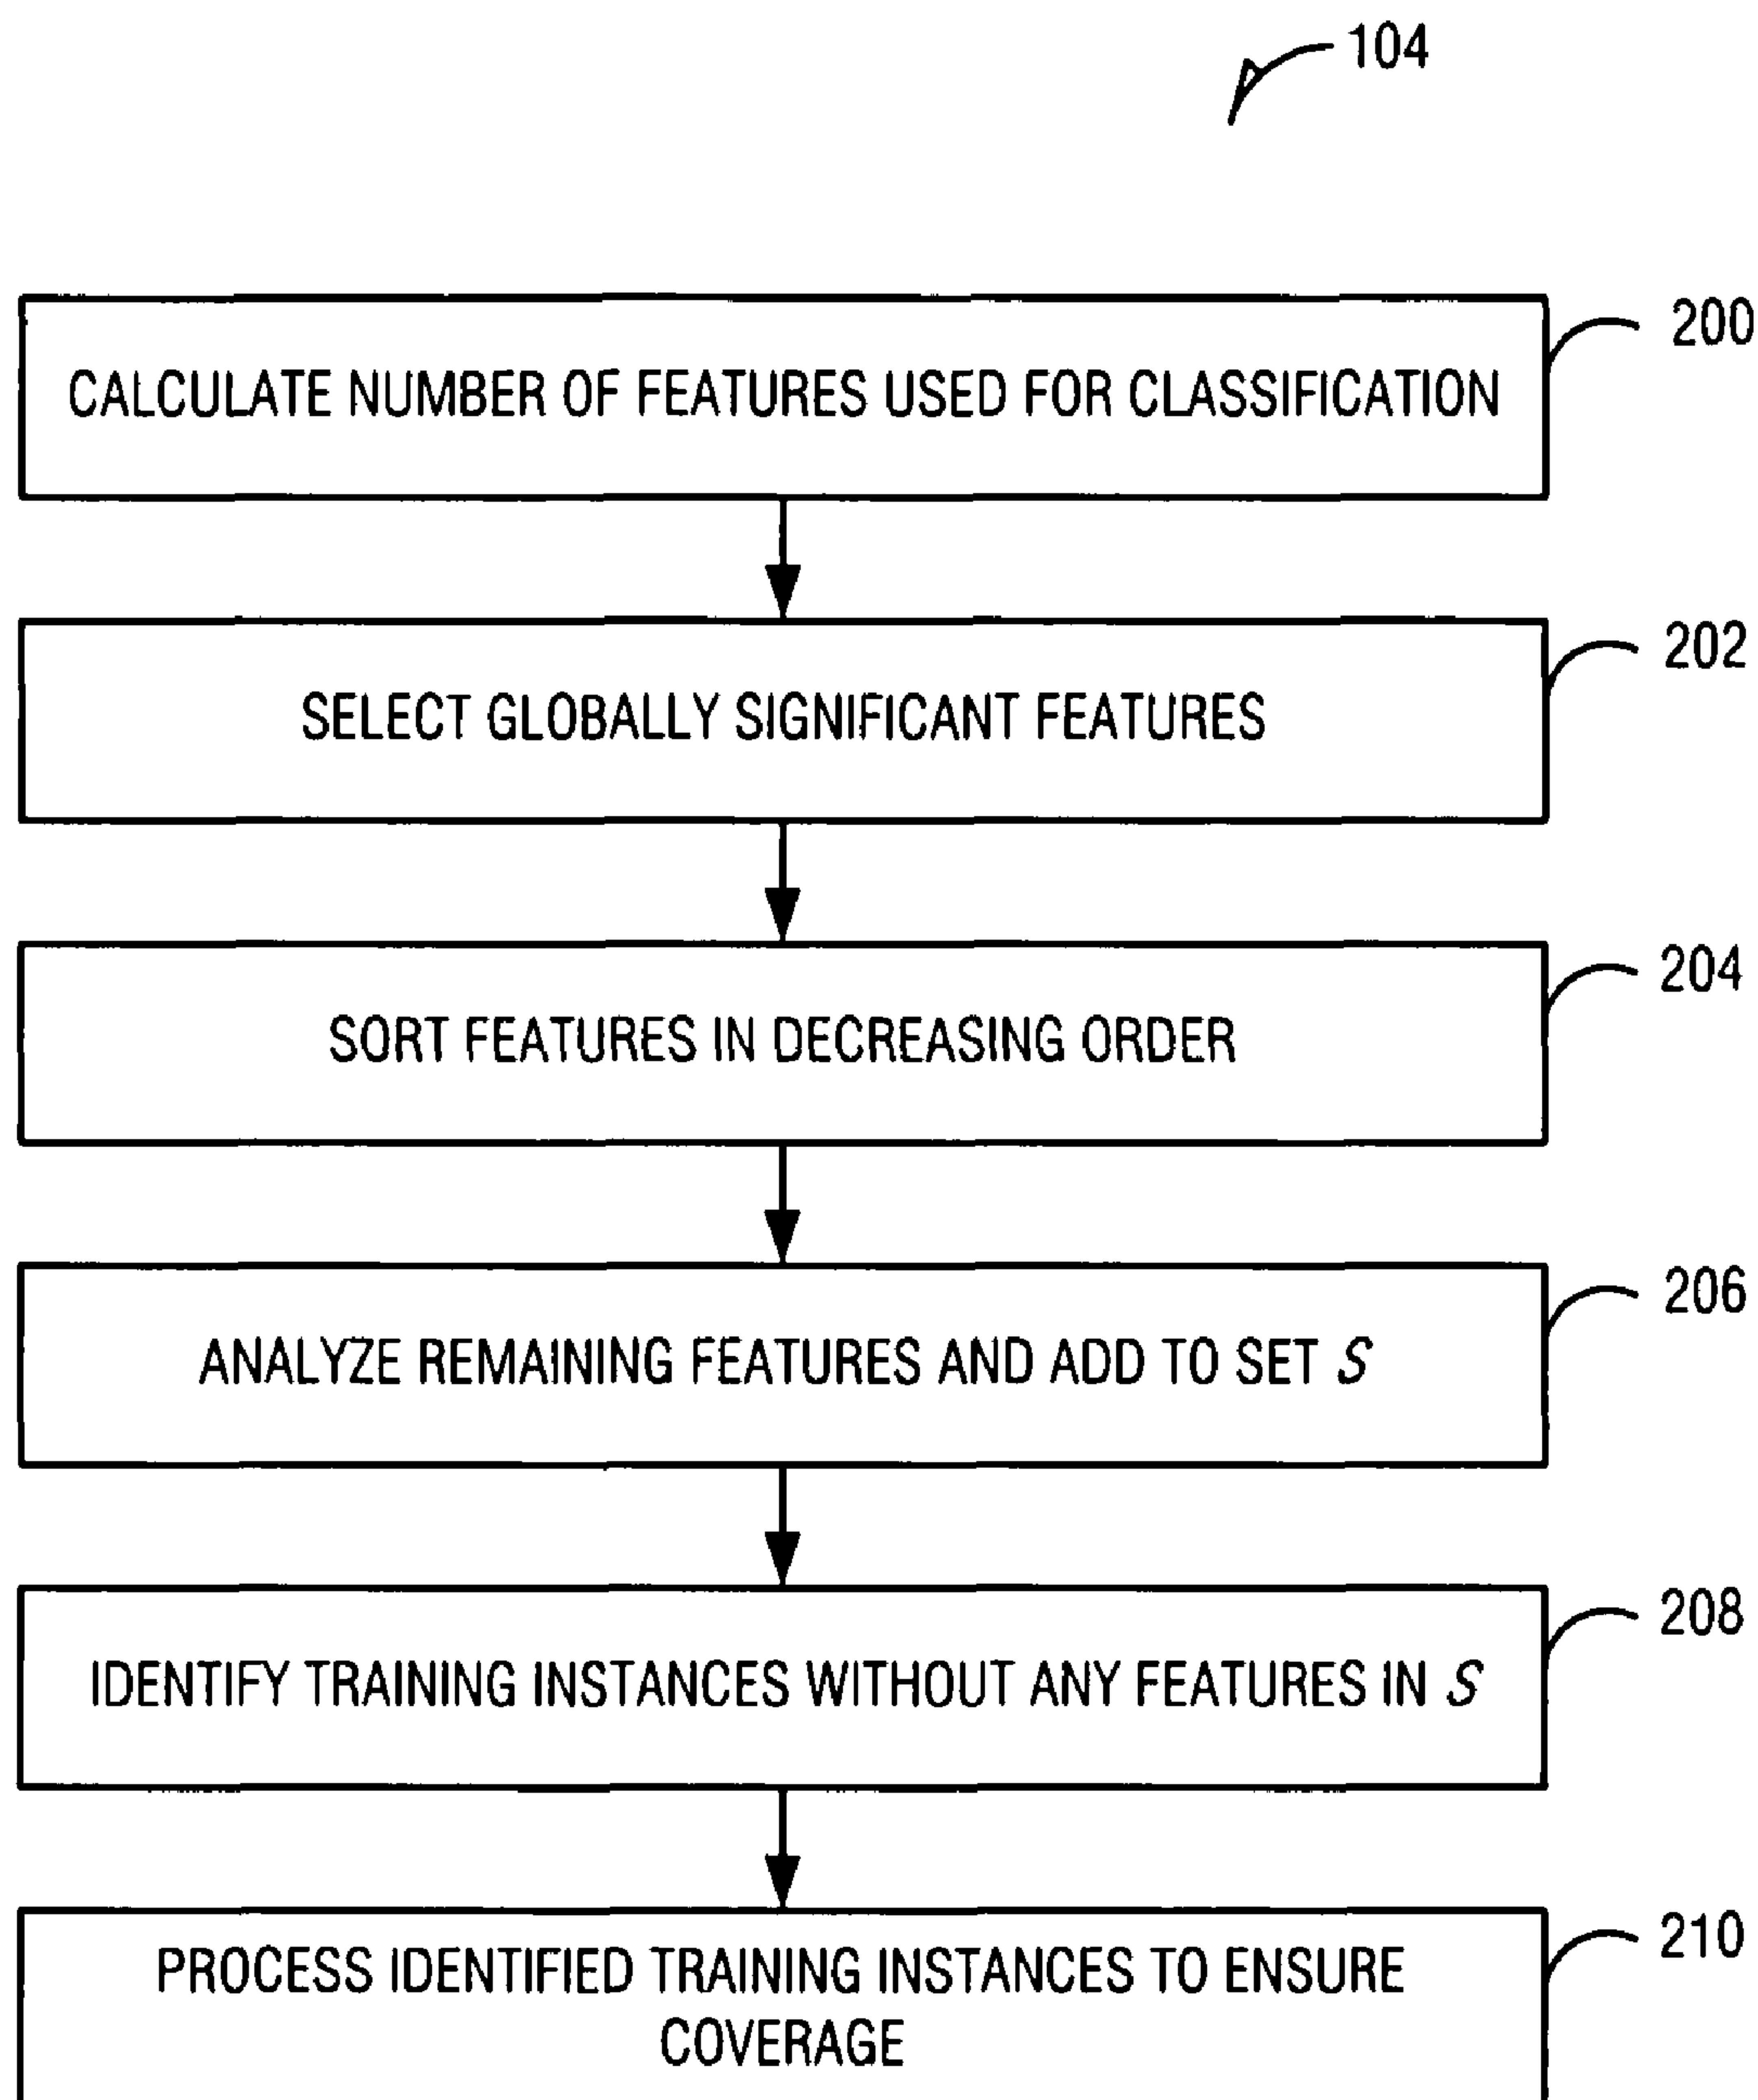 104
200
CALCULATE NUMBER OF FEATURES USED FOR CLASSIFICATION
202
SELECT GLOBALLY SIGNIFICANT FEATURES
204
SORT FEATURES IN DECREASING ORDER
206
ANALYZE REMAINING FEATURES AND ADD TO SET S
208
IDENTIFY TRAINING INSTANCES WITHOUT ANY FEATURES IN S
210
PROCESS IDENTIFIED TRAINING INSTANCES TO ENSURE
COVERAGE